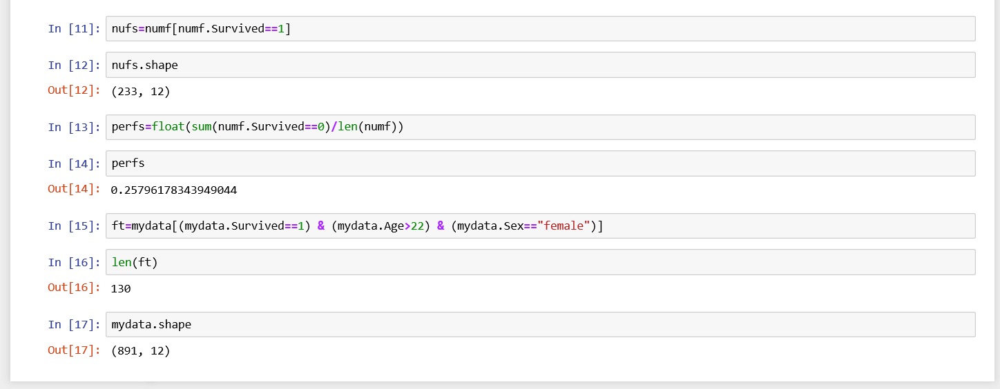 In [11]: nufs=numf[numf.Survived==1]
In [12]: nufs.shape
Out[12]: (233, 12)
In [13]: perfs=float(sum(numf.Survived==0)/len(numf))
In [14]: perfs
Out[14]: 0.25796178343949044
In [15]: ft=mydata[(mydata.Survived==1) & (mydata.Age>22) & (mydata.Sex=="female")]
In [16]: len(ft)
Out[16]: 130
In [17]: mydata.shape
Out[17]: (891, 12)